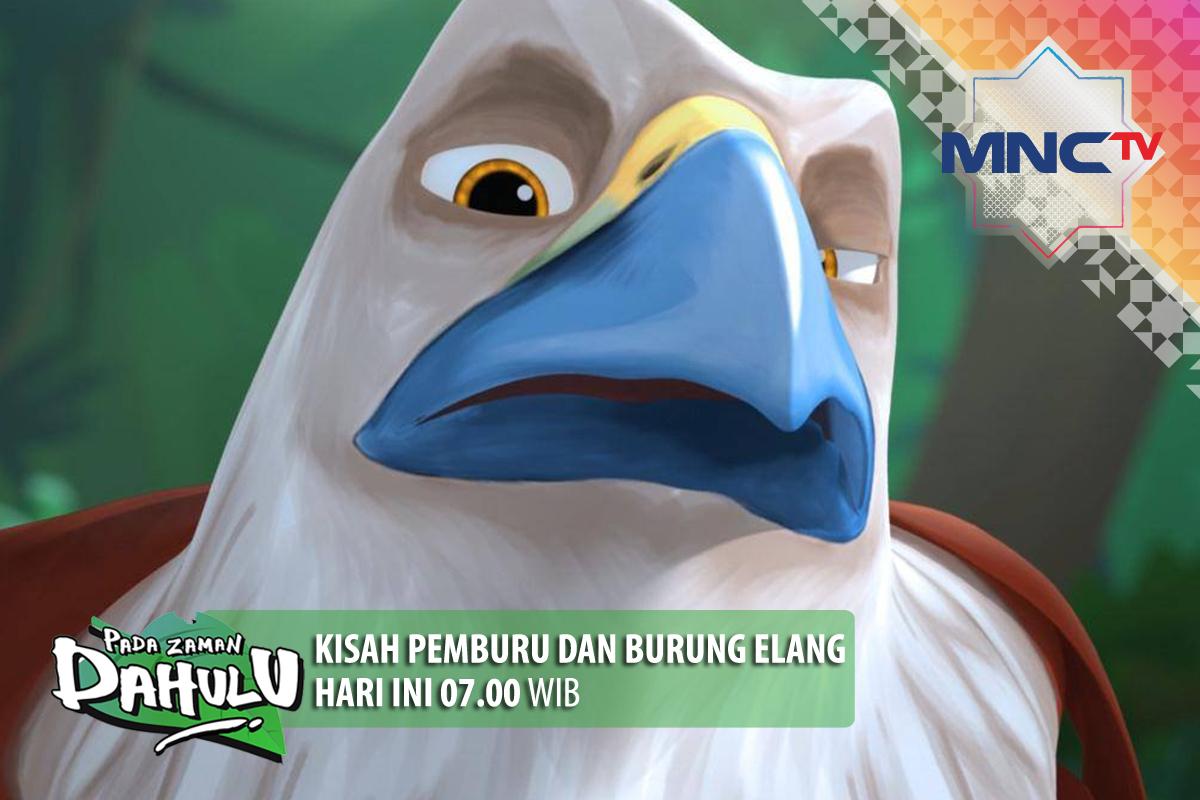 MNCTV
PADA ZAMAN
DAHULU
KISAH PEMBURU DAN BURUNG ELANG
HARI INI 07.00 WIB